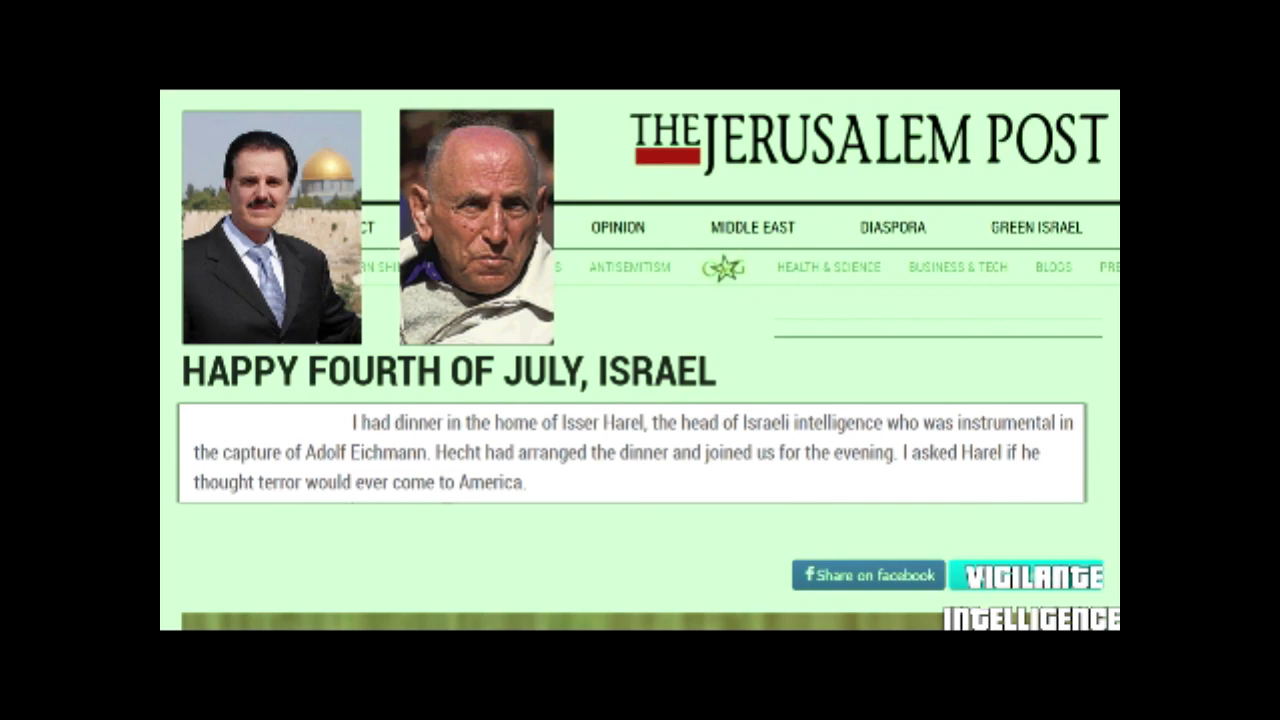 THE JERUSALEM POST
CT OPINION MIDDLE EAST DIASPORA GREEN ISRAEL
S ANTISEMITISM HEALTH & SCIENCE BUSINESS & TECH BLOGS PRE
HAPPY FOURTH OF JULY, ISRAEL
I had dinner in the home of Isser Harel, the head of Israeli intelligence who was instrumental in
the capture of Adolf Eichmann. Hecht had arranged the dinner and joined us for the evening. I asked Harel if he
thought terror would ever come to America.
f Share on facebook
VIGILANTE
INTELLIGENCE